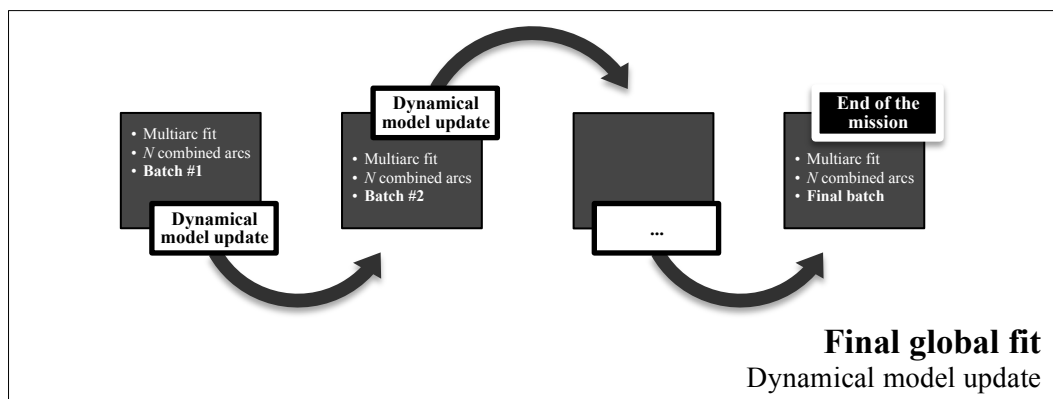 • Multiarc fit
• N combined arcs
• Batch #1
Dynamical
model update
Dynamical
model update
• Multiarc fit
• N combined arcs
• Batch #2
...
End of the
mission
• Multiarc fit
• N combined arcs
• Final batch
Final global fit
Dynamical model update